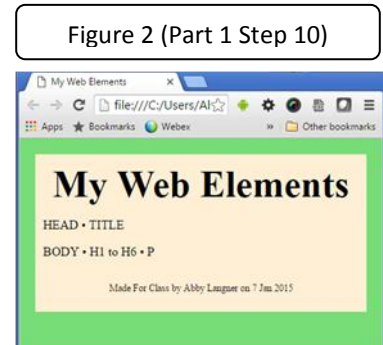 Figure 2 (Part 1 Step 10)
My Web Elements
file:///C:/Users/Al
Apps Bookmarks Webex » Other bookmarks
My Web Elements
HEAD • TITLE
BODY • H1 to H6 • P
Made For Class by Abby Langner on 7 Jan 2015